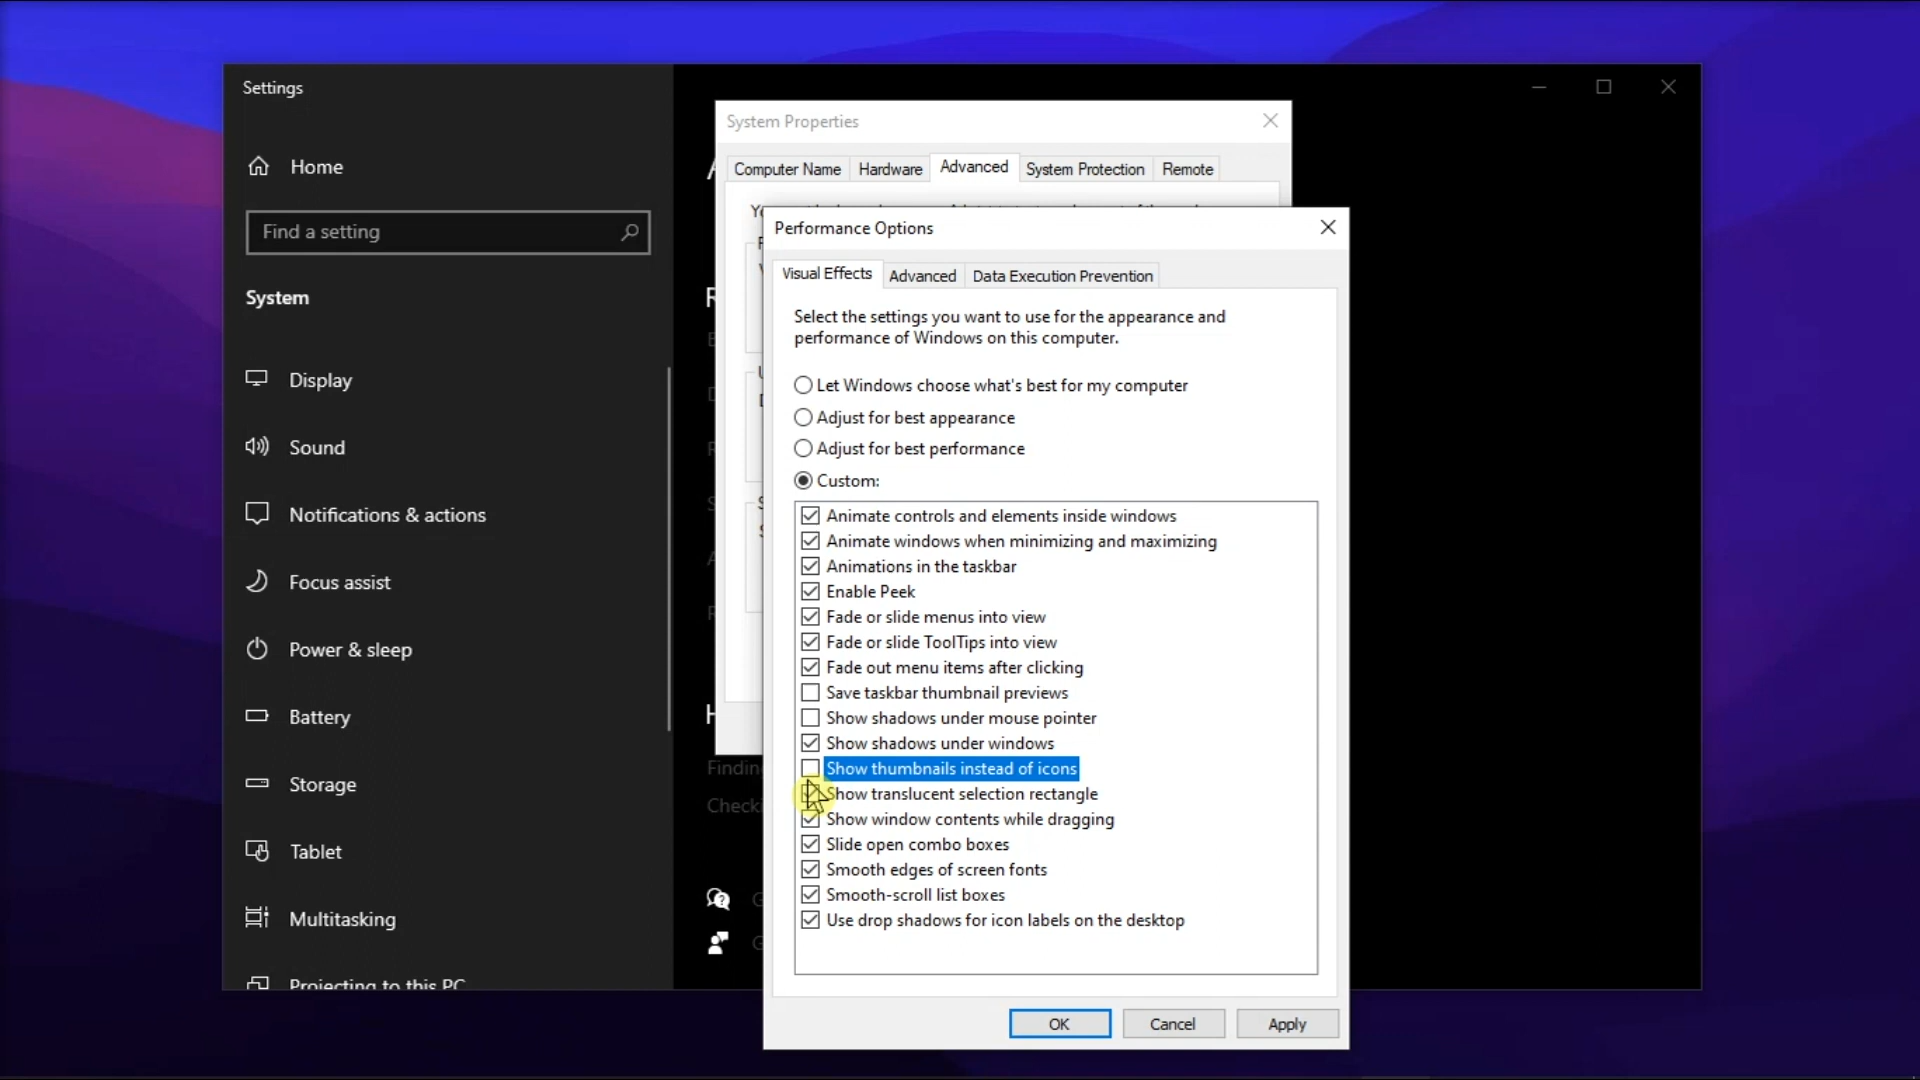 Settings
Home
Find a setting
System
Display
Sound
Notifications & actions
Focus assist
Power & sleep
Battery
Storage
Tablet
Multitasking
Projecting to this PC
System Properties
Computer Name
Hardware
Advanced
System Protection
Remote
Performance Options
Visual Effects
Advanced
Data Execution Prevention
Select the settings you want to use for the appearance and
performance of Windows on this computer.
Let Windows choose what's best for my computer
Adjust for best appearance
Adjust for best performance
Custom:
Animate controls and elements inside windows
Animate windows when minimizing and maximizing
Animations in the taskbar
Enable Peek
Fade or slide menus into view
Fade or slide ToolTips into view
Fade out menu items after clicking
Save taskbar thumbnail previews
Show shadows under mouse pointer
Show shadows under windows
Show thumbnails instead of icons
Show translucent selection rectangle
Show window contents while dragging
Slide open combo boxes
Smooth edges of screen fonts
Smooth-scroll list boxes
Use drop shadows for icon labels on the desktop
OK
Cancel
Apply